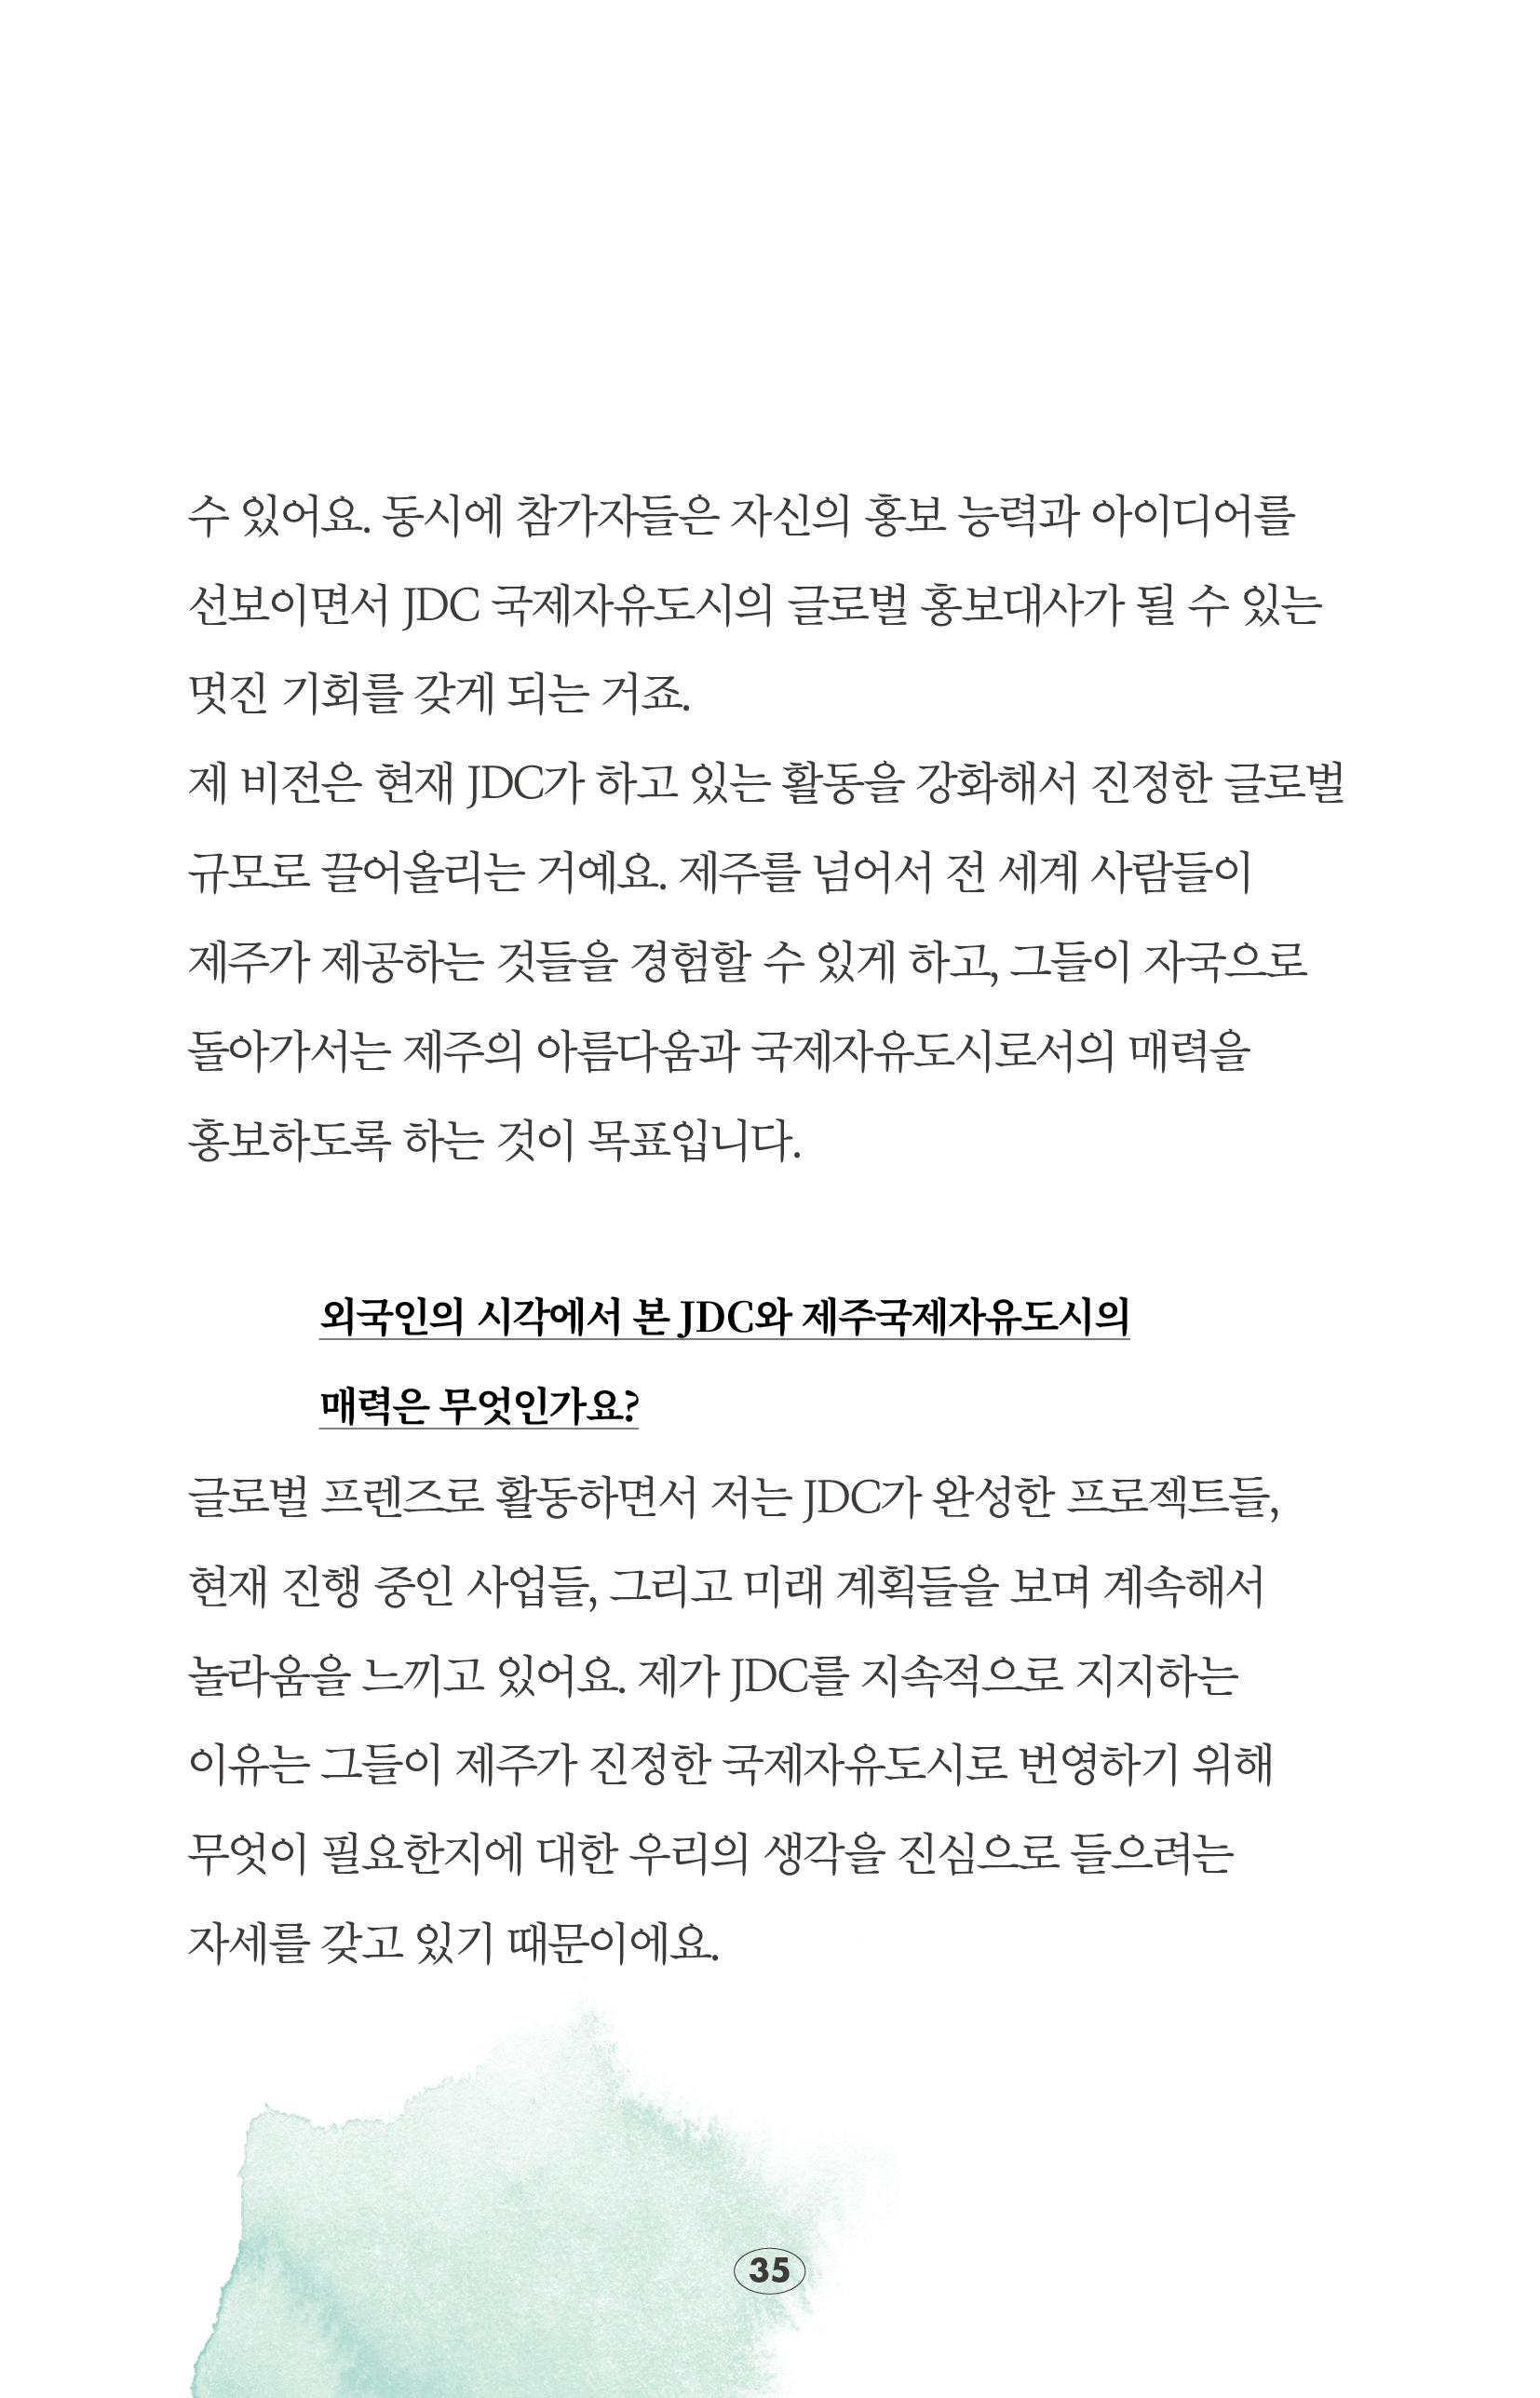 수 있어요. 동시에 참가자들은 자신의 홍보 능력과 아이디어를
선보이면서 JDC 국제자유도시의 글로벌 홍보대사가 될 수 있는
멋진 기회를 갖게 되는 거죠.
제 비전은 현재 JDC가 하고 있는 활동을 강화해서 진정한 글로벌
규모로 끌어올리는 거예요. 제주를 넘어서 전 세계 사람들이
제주가 제공하는 것들을 경험할 수 있게 하고, 그들이 자국으로
돌아가서는 제주의 아름다움과 국제자유도시로서의 매력을
홍보하도록 하는 것이 목표입니다.
외국인의 시각에서 본 JDC와 제주국제자유도시의
매력은 무엇인가요?
글로벌 프렌즈로 활동하면서 저는 JDC가 완성한 프로젝트들,
현재 진행 중인 사업들, 그리고 미래 계획들을 보며 계속해서
놀라움을 느끼고 있어요. 제가 JDC를 지속적으로 지지하는
이유는 그들이 제주가 진정한 국제자유도시로 번영하기 위해
무엇이 필요한지에 대한 우리의 생각을 진심으로 들으려는
자세를 갖고 있기 때문이에요.
35